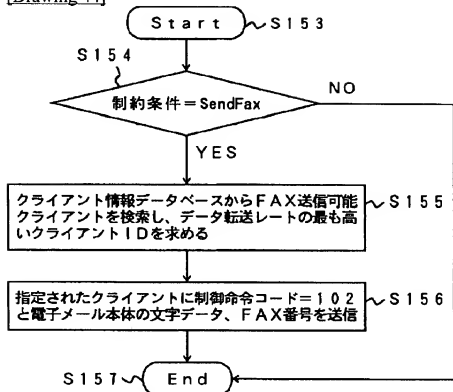 [Drawing 44]
Start
S153
S154
制約条件=SendFax
NO
YES
クライアント情報データベースからFAX送信可能
クライアントを検索し、データ転送レートの最も高
いクライアントIDを求める
S155
指定されたクライアントに制御命令コード=102
と電子メール本体の文字データ、FAX番号を送信
S156
S157
End